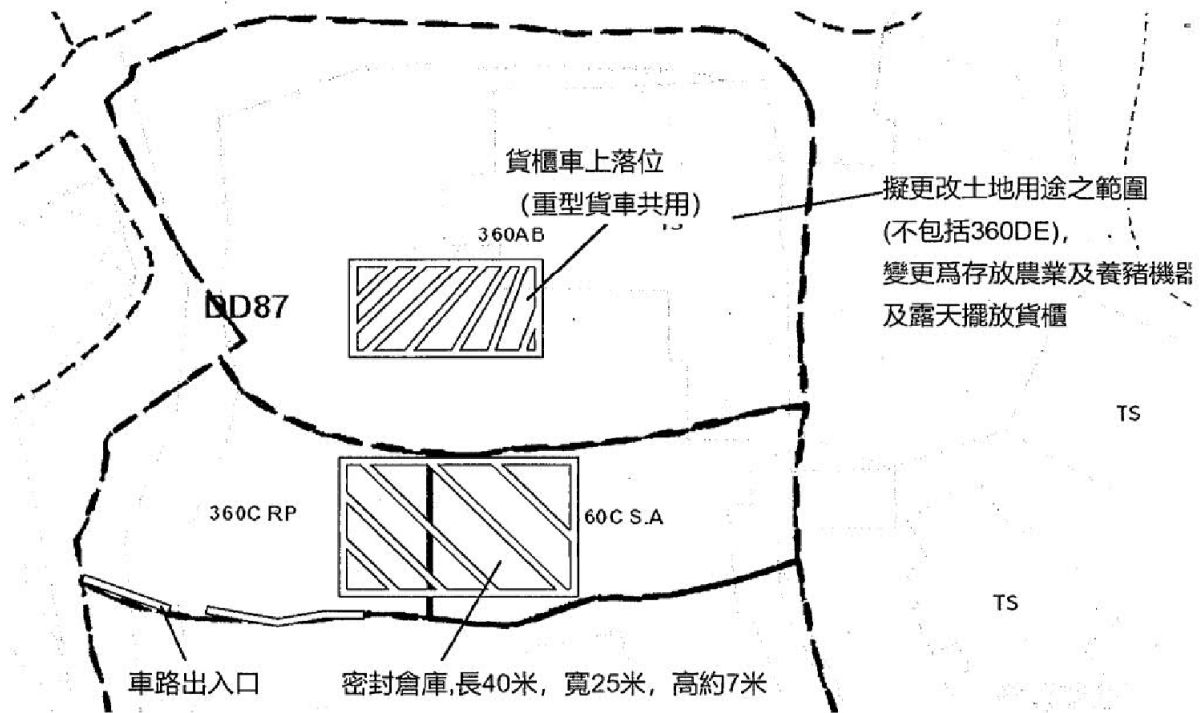 貨櫃車上落位
（重型貨車共用）
擬更改土地用途之範圍
(不包括360DE)，
變更爲存放農業及養豬機器
及露天擺放貨櫃
360AB
DD87
TS
360C RP
60C S.A
TS
車路出入口
密封倉庫,長40米，寬25米，高約7米